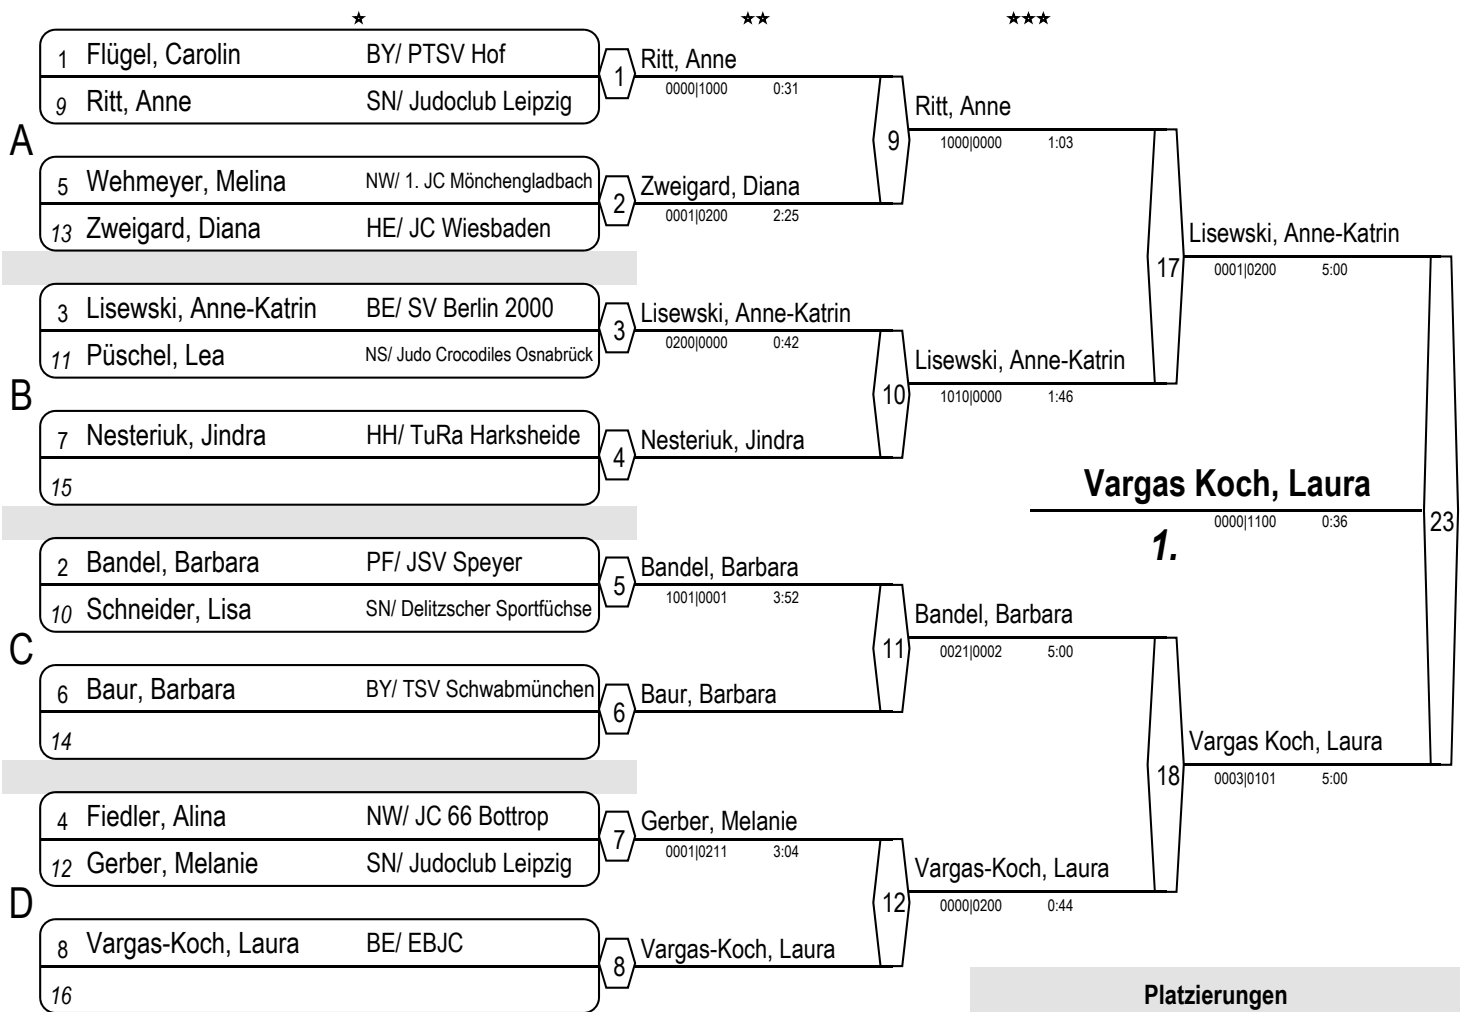 ★ ★★ ★★★
1 Flügel, Carolin BY/ PTSV Hof
9 Ritt, Anne SN/ Judoclub Leipzig
1 Ritt, Anne
0000|1000 0:31
A
5 Wehmeyer, Melina NW/ 1. JC Mönchengladbach
13 Zweigard, Diana HE/ JC Wiesbaden
2 Zweigard, Diana
0001|0200 2:25
9 Ritt, Anne
1000|0000 1:03
3 Lisewski, Anne-Katrin BE/ SV Berlin 2000
11 Püschel, Lea NS/ Judo Crocodiles Osnabrück
3 Lisewski, Anne-Katrin
0200|0000 0:42
B
7 Nesteriuk, Jindra HH/ TuRa Harksheide
15
4 Nesteriuk, Jindra
10 Lisewski, Anne-Katrin
1010|0000 1:46
17 Lisewski, Anne-Katrin
0001|0200 5:00
2 Bandel, Barbara PF/ JSV Speyer
10 Schneider, Lisa SN/ Delitzscher Sportfüchse
5 Bandel, Barbara
1001|0001 3:52
C
6 Baur, Barbara BY/ TSV Schwabmünchen
14
6 Baur, Barbara
11 Bandel, Barbara
0021|0002 5:00
4 Fiedler, Alina NW/ JC 66 Bottrop
12 Gerber, Melanie SN/ Judoclub Leipzig
7 Gerber, Melanie
0001|0211 3:04
D
8 Vargas-Koch, Laura BE/ EBJC
16
8 Vargas-Koch, Laura
12 Vargas-Koch, Laura
0000|0200 0:44
18 Vargas Koch, Laura
0003|0101 5:00
23 Vargas Koch, Laura
0000|1100 0:36
1.
Platzierungen